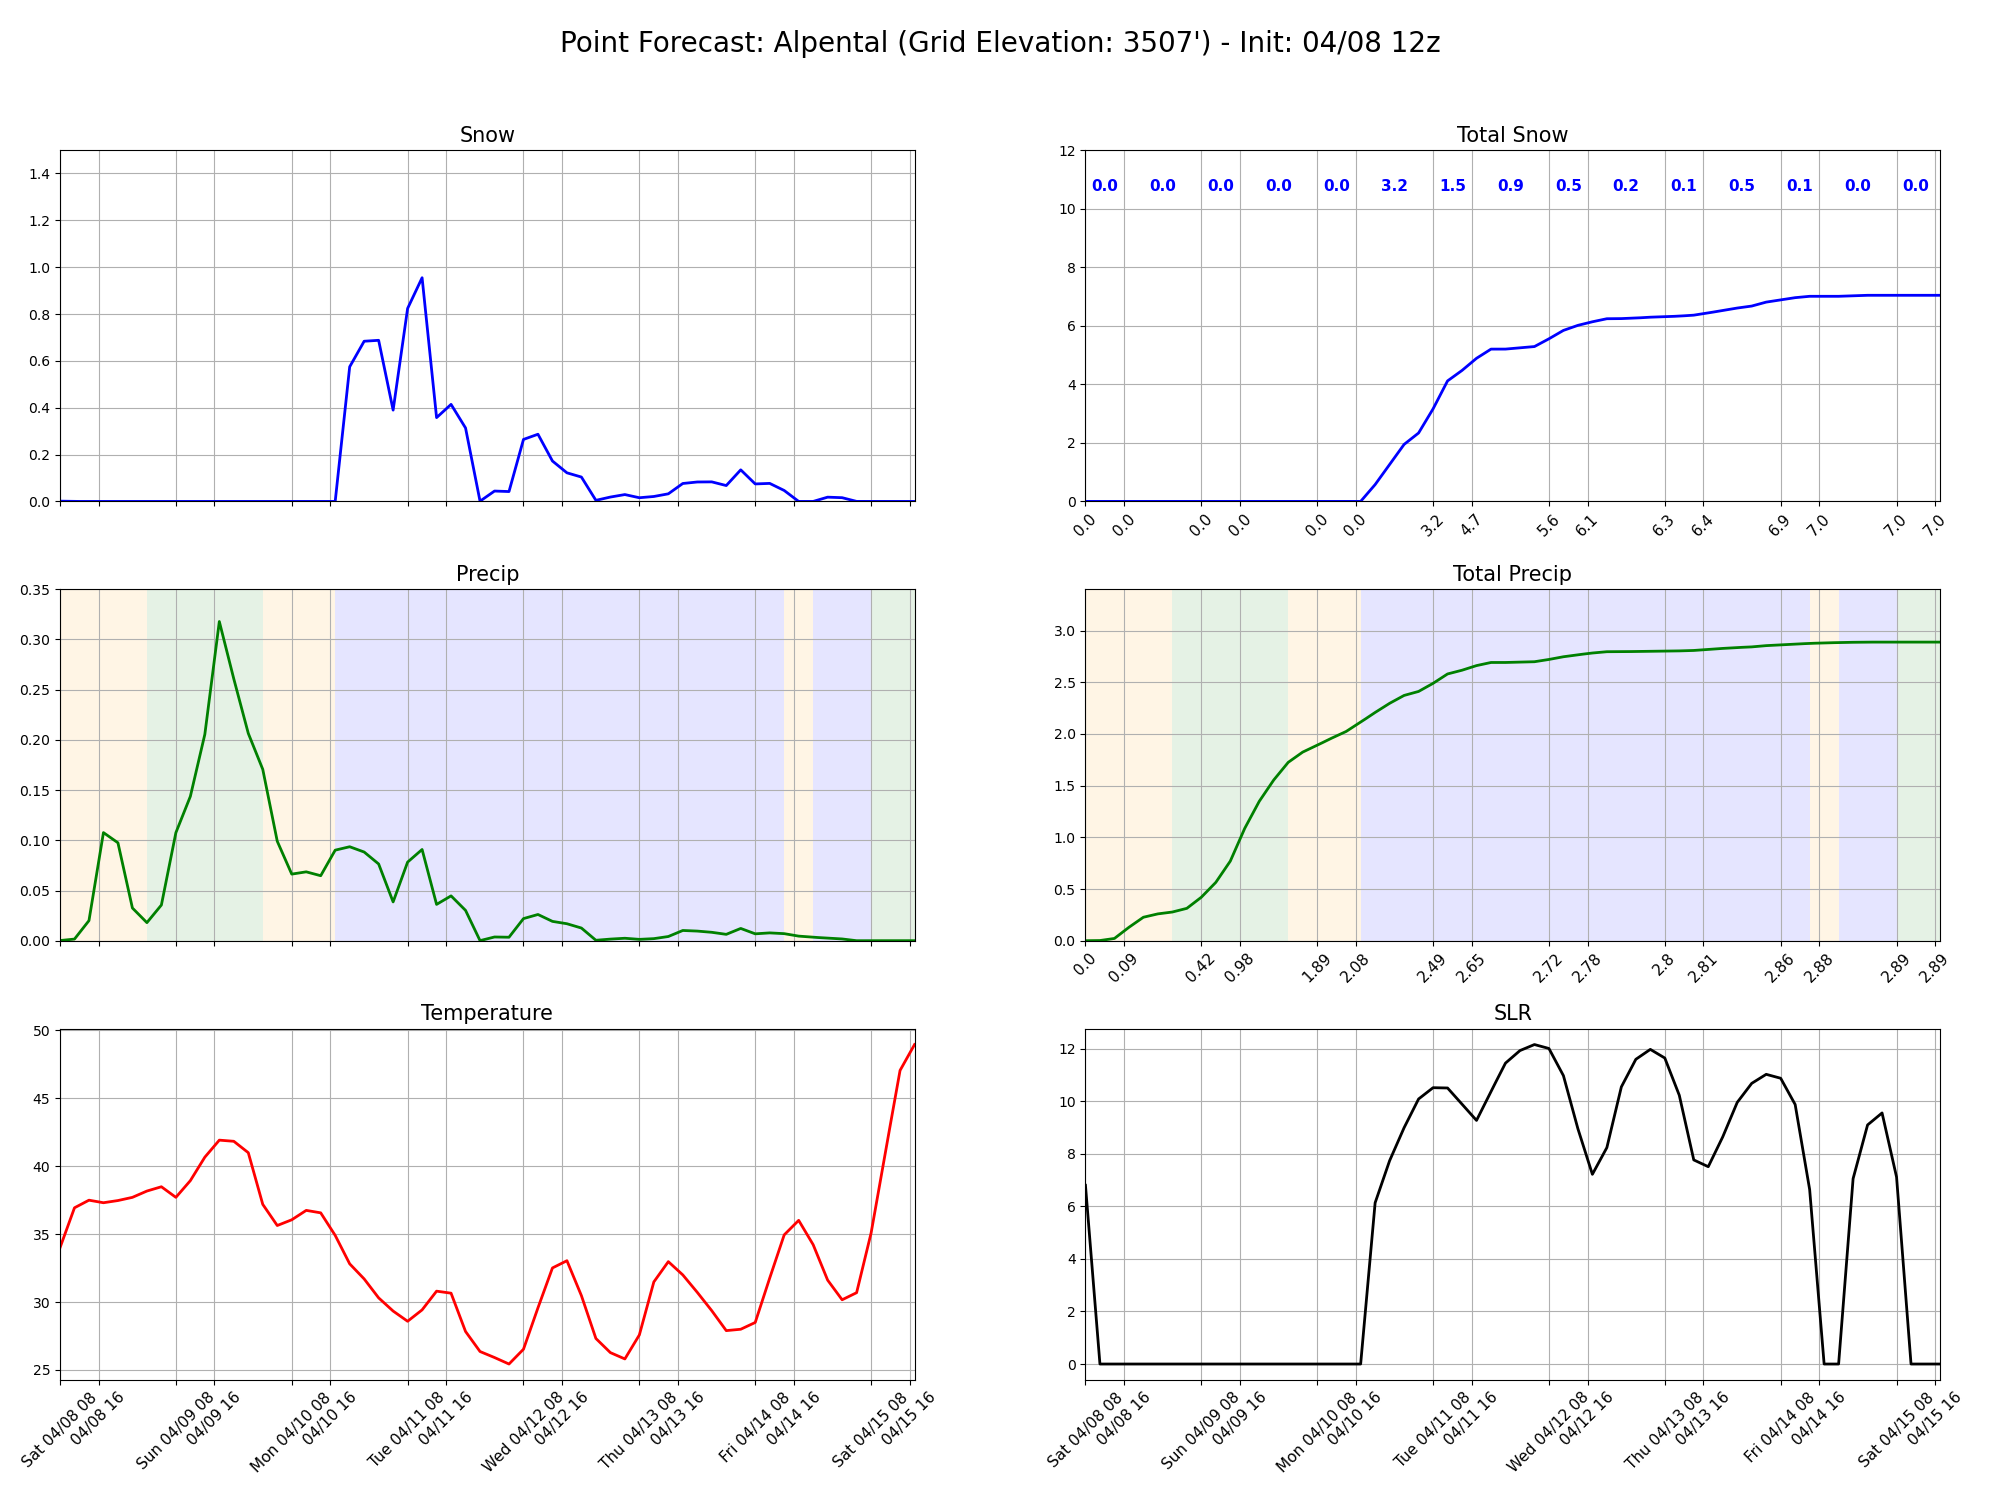 Point Forecast: Alpental (Grid Elevation: 3507') - Init: 04/08 12z
Snow
1.4
1.2
1.0
0.8
0.6
0.4
0.2
0.0
Total Snow
12
10
8
6
4
2
0
0.0 0.0 0.0 0.0 0.0 3.2 1.5 0.9 0.5 0.2 0.1 0.5 0.1 0.0 0.0
0.0 0.0 0.0 0.0 0.0 0.0 3.2 4.7 5.6 6.1 6.3 6.4 6.9 7.0 7.0 7.0
Precip
0.35
0.30
0.25
0.20
0.15
0.10
0.05
0.00
Total Precip
3.0
2.5
2.0
1.5
1.0
0.5
0.0
0.0 0.09 0.42 0.98 1.89 2.08 2.49 2.65 2.72 2.78 2.8 2.81 2.86 2.88 2.89 2.89
Temperature
50
45
40
35
30
25
Sat 04/08 08
04/08 16
Sun 04/09 08
04/09 16
Mon 04/10 08
04/10 16
Tue 04/11 08
04/11 16
Wed 04/12 08
04/12 16
Thu 04/13 08
04/13 16
Fri 04/14 08
04/14 16
Sat 04/15 08
04/15 16
SLR
12
10
8
6
4
2
0
Sat 04/08 08
04/08 16
Sun 04/09 08
04/09 16
Mon 04/10 08
04/10 16
Tue 04/11 08
04/11 16
Wed 04/12 08
04/12 16
Thu 04/13 08
04/13 16
Fri 04/14 08
04/14 16
Sat 04/15 08
04/15 16